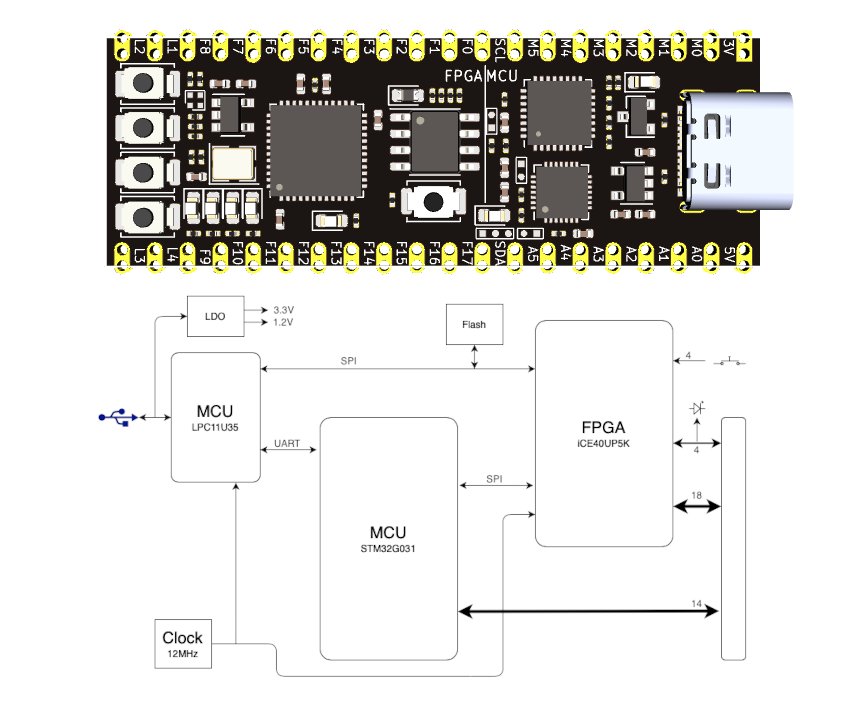 L2 L1 F8 F7 F6 F5 F4 F3 F2 F1 F0 SCL M5 M4 M3 M2 M1 M0 3V
FPGA MCU
L3 L4 F9 F10 F11 F12 F13 F14 F15 F16 F17 SDA A5 A4 A3 A2 A1 A0 5V
LDO
3.3V
1.2V
Flash
SPI
4
MCU
LPC11U35
FPGA
iCE40UP5K
4
UART
SPI
18
MCU
STM32G031
14
Clock
12MHz